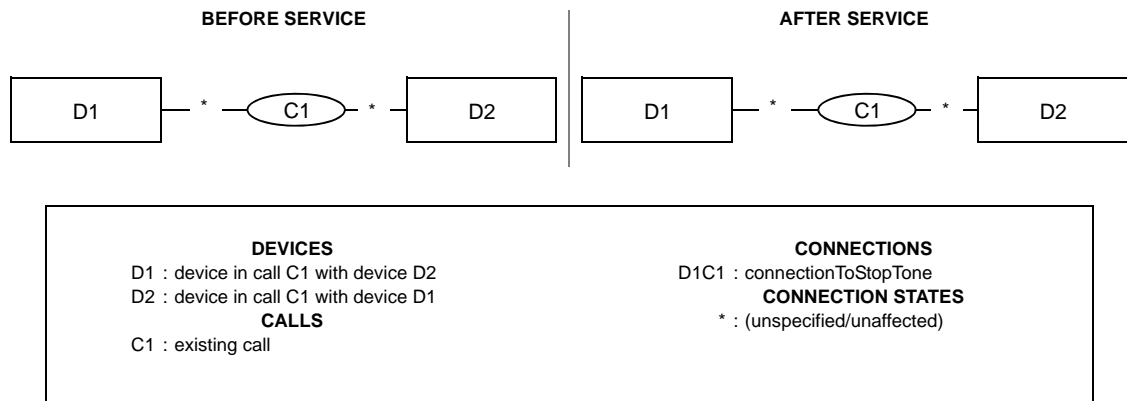 BEFORE SERVICE
AFTER SERVICE
D1 * C1 * D2
D1 * C1 * D2
DEVICES
D1 : device in call C1 with device D2
D2 : device in call C1 with device D1
CALLS
C1 : existing call
CONNECTIONS
D1C1 : connectionToStopTone
CONNECTION STATES
* : (unspecified/unaffected)